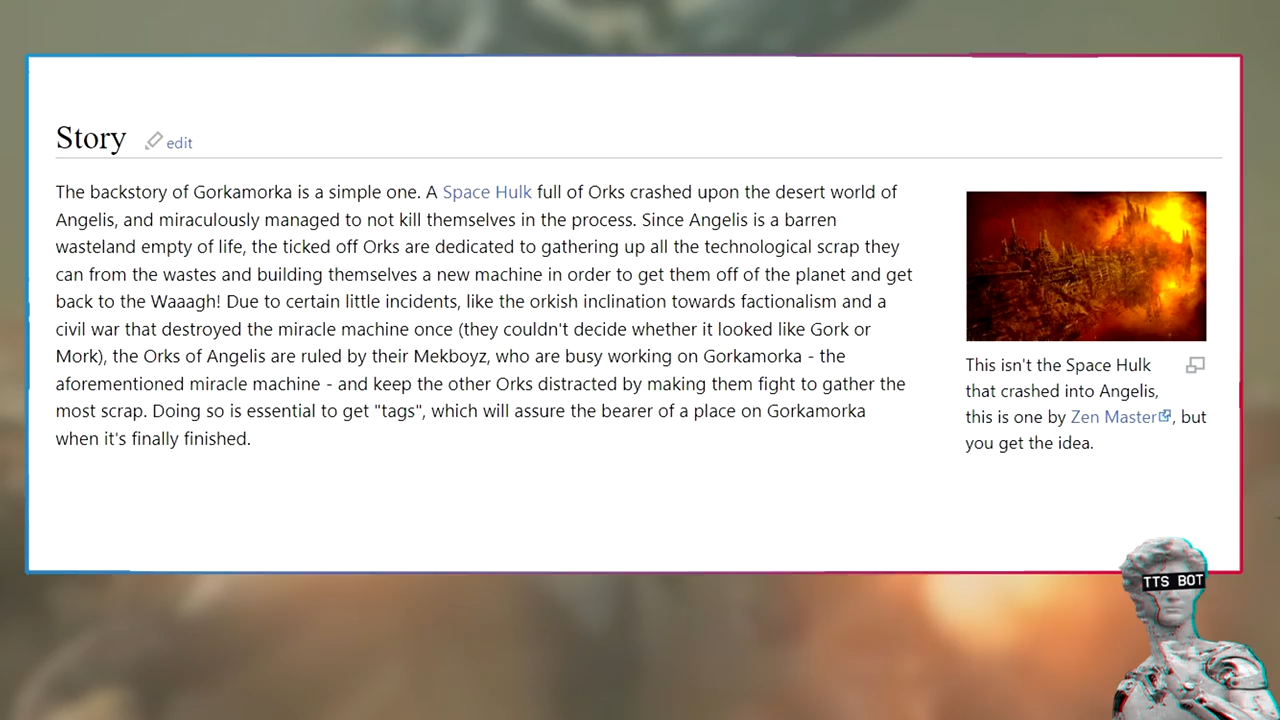 Story edit
The backstory of Gorkamorka is a simple one. A Space Hulk full of Orks crashed upon the desert world of
Angelis, and miraculously managed to not kill themselves in the process. Since Angelis is a barren
wasteland empty of life, the ticked off Orks are dedicated to gathering up all the technological scrap they
can from the wastes and building themselves a new machine in order to get them off of the planet and get
back to the Waaagh! Due to certain little incidents, like the orkish inclination towards factionalism and a
civil war that destroyed the miracle machine once (they couldn't decide whether it looked like Gork or
Mork), the Orks of Angelis are ruled by their Mekboyz, who are busy working on Gorkamorka - the
aforementioned miracle machine - and keep the other Orks distracted by making them fight to gather the
most scrap. Doing so is essential to get "tags", which will assure the bearer of a place on Gorkamorka
when it's finally finished.
This isn't the Space Hulk
that crashed into Angelis,
this is one by Zen Master, but
you get the idea.
TTS BOT